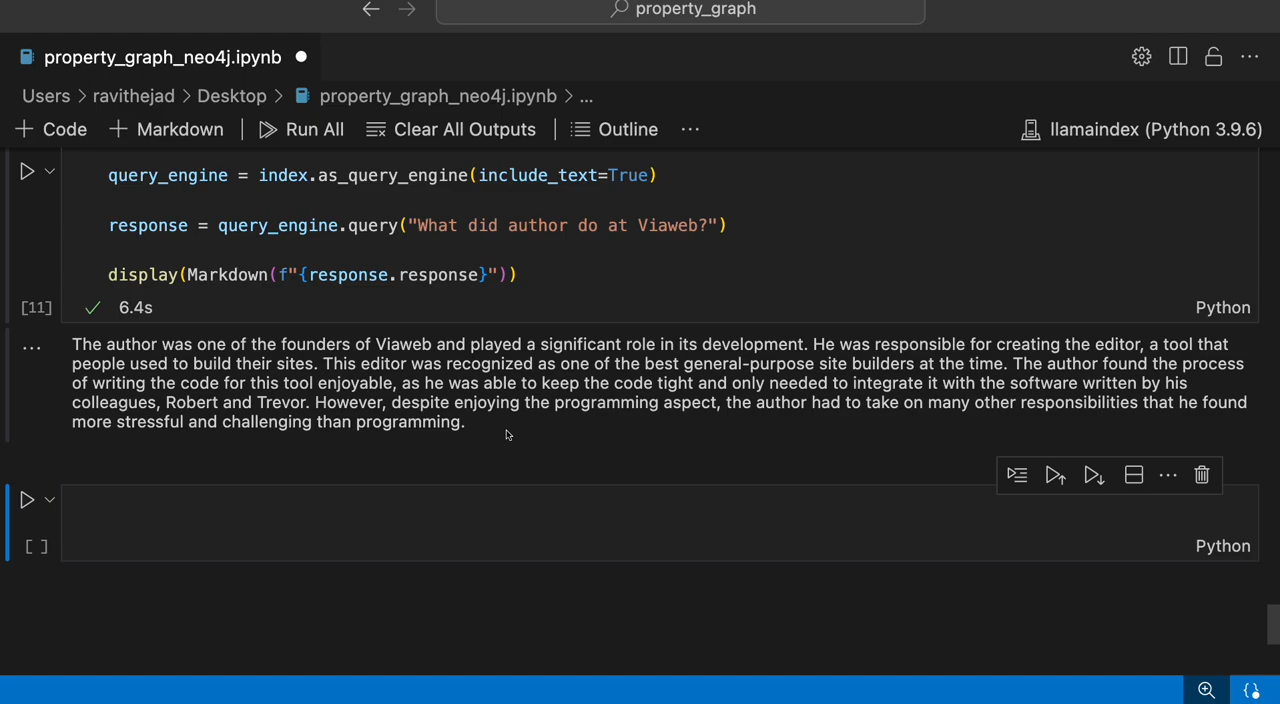 property_graph
property_graph_neo4j.ipynb
Users > ravithejad > Desktop > property_graph_neo4j.ipynb > ...
+ Code + Markdown | Run All Clear All Outputs | Outline ... llamaindex (Python 3.9.6)
query_engine = index.as_query_engine(include_text=True)
response = query_engine.query("What did author do at Viaweb?")
display(Markdown(f"{response.response}"))
[11] ✓ 6.4s Python
... The author was one of the founders of Viaweb and played a significant role in its development. He was responsible for creating the editor, a tool that
people used to build their sites. This editor was recognized as one of the best general-purpose site builders at the time. The author found the process
of writing the code for this tool enjoyable, as he was able to keep the code tight and only needed to integrate it with the software written by his
colleagues, Robert and Trevor. However, despite enjoying the programming aspect, the author had to take on many other responsibilities that he found
more stressful and challenging than programming.
[ ] Python